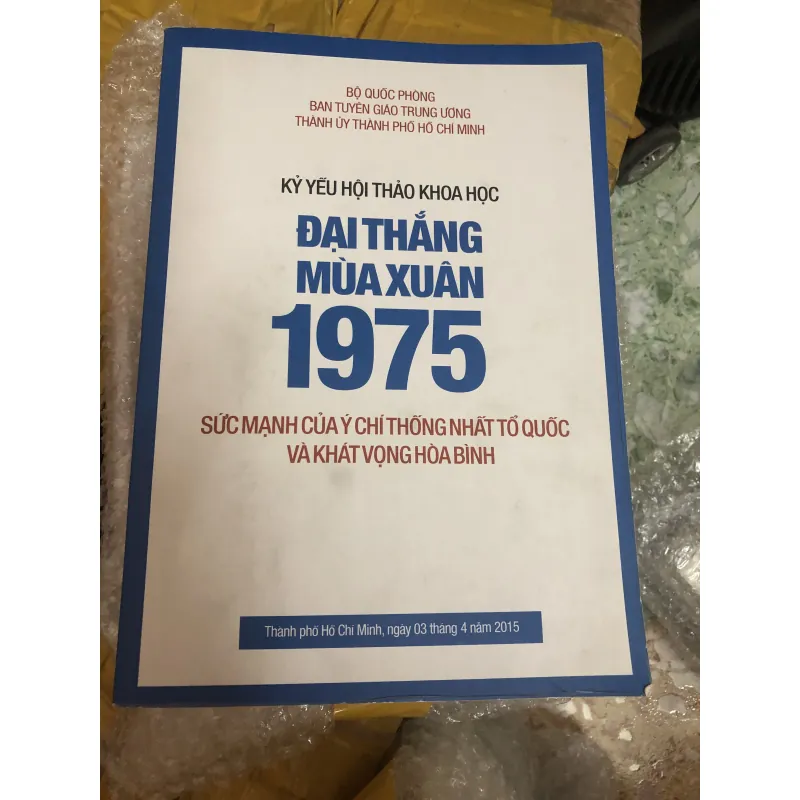 BỘ QUỐC PHÒNG
BAN TUYÊN GIÁO TRUNG ƯƠNG
THÀNH ỦY THÀNH PHỐ HỒ CHÍ MINH
KỶ YẾU HỘI THẢO KHOA HỌC
ĐẠI THẮNG
MÙA XUÂN
1975
SỨC MẠNH CỦA Ý CHÍ THỐNG NHẤT TỔ QUỐC
VÀ KHÁT VỌNG HÒA BÌNH
Thành phố Hồ Chí Minh, ngày 03 tháng 4 năm 2015